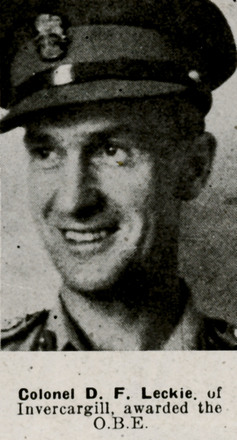 Colonel D. F. Leckie, of
Invercargill, awarded the
O.B.E.